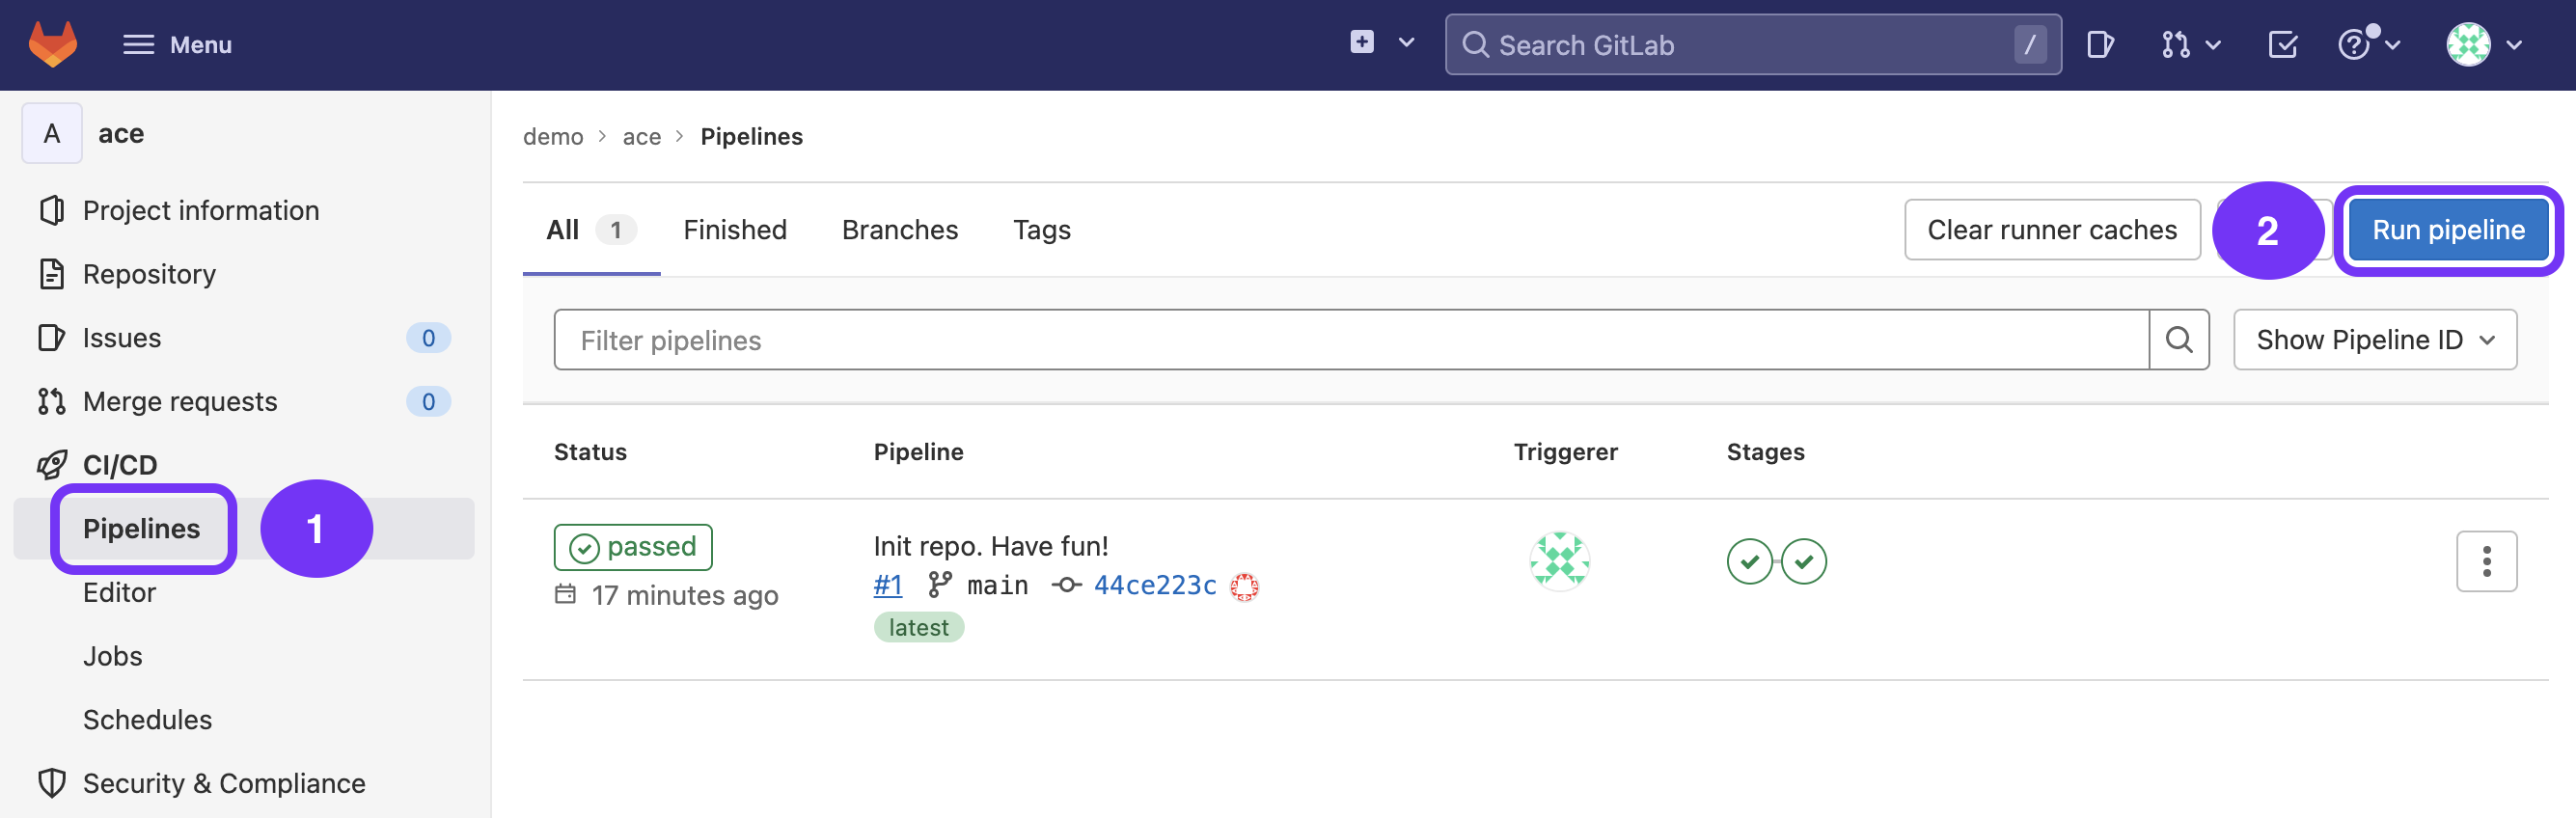 Menu
Search GitLab /
A ace
Project information
Repository
Issues 0
Merge requests 0
CI/CD
Pipelines 1
Editor
Jobs
Schedules
Security & Compliance
demo > ace > Pipelines
All 1 Finished Branches Tags Clear runner caches 2 Run pipeline
Filter pipelines Show Pipeline ID
Status Pipeline Triggerer Stages
passed Init repo. Have fun!
17 minutes ago #1 main 44ce223c
latest